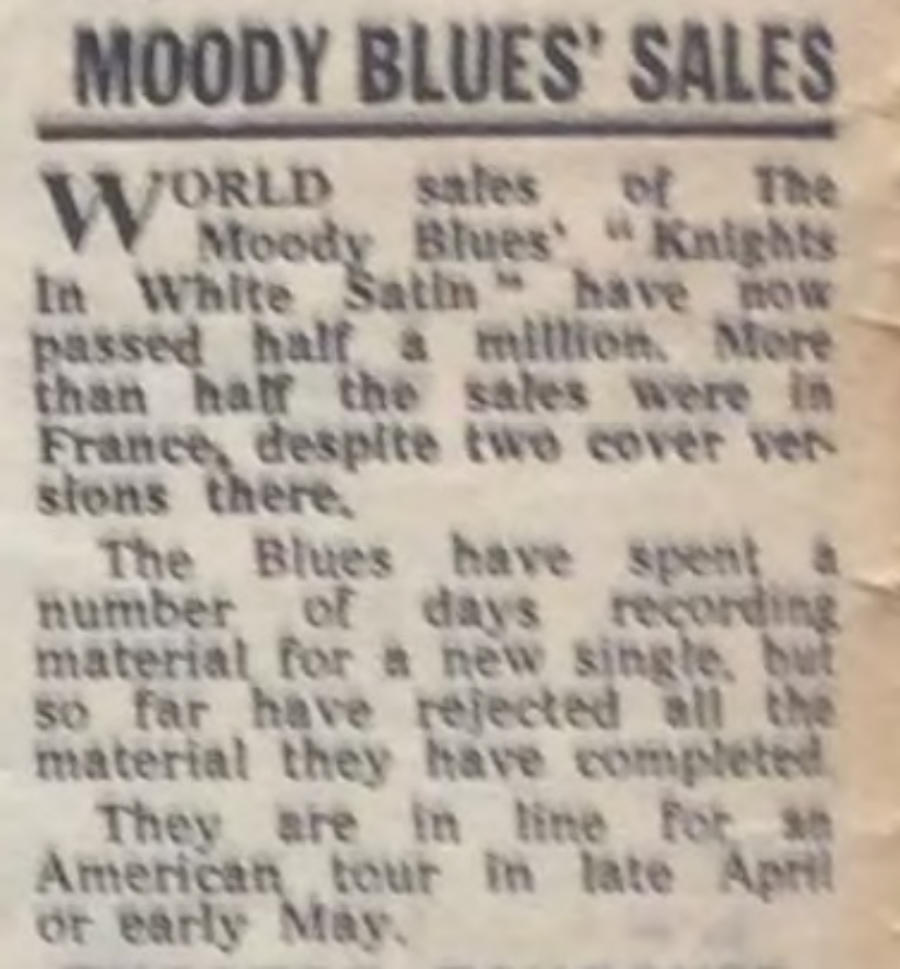 MOODY BLUES' SALES
WORLD sales of The
Moody Blues' "Knights
In White Satin" have now
passed half a million. More
than half the sales were in
France, despite two cover ver-
sions there.
The Blues have spent a
number of days recording
material for a new single, but
so far have rejected all the
material they have completed.
They are in line for an
American tour in late April
or early May.